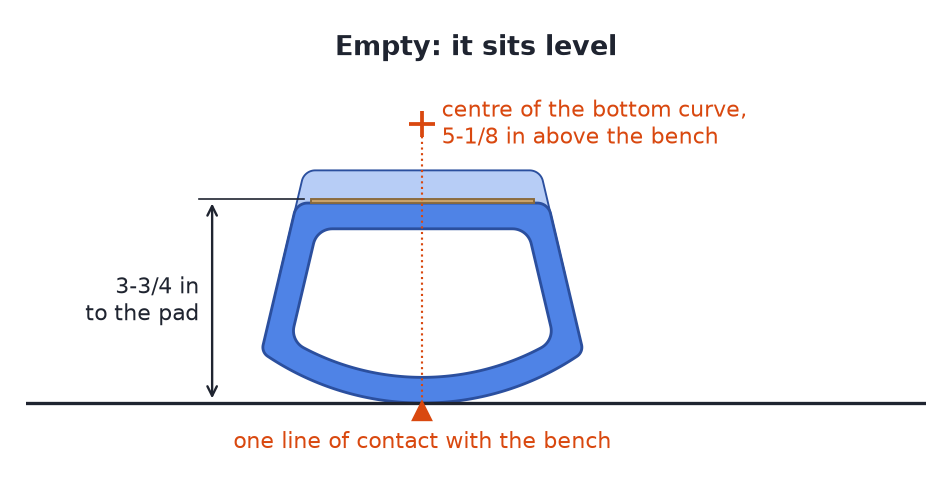 Empty: it sits level
centre of the bottom curve,
5-1/8 in above the bench
3-3/4 in
to the pad
one line of contact with the bench